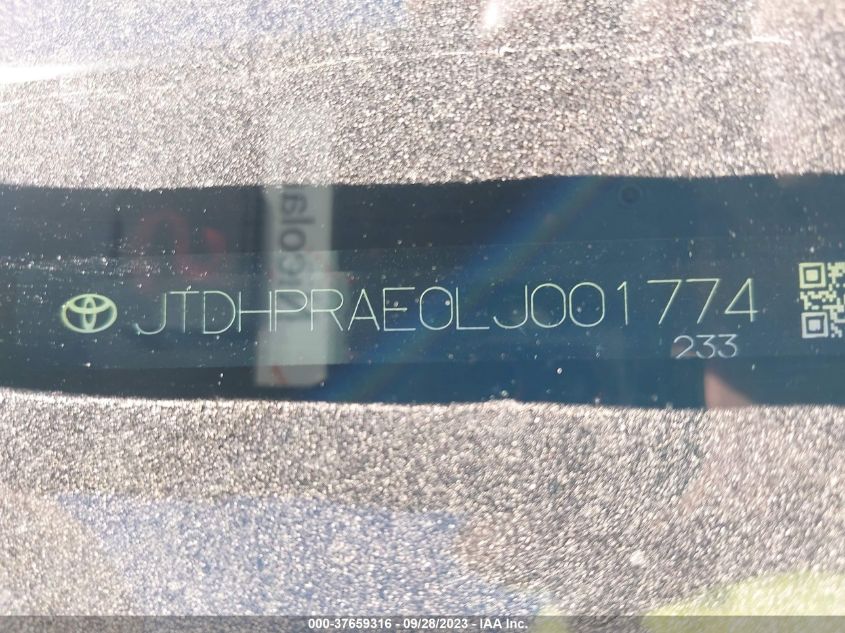 JTDHPRAE0LJ001774
233
000-37659316 - 09/28/2023 - IAA Inc.